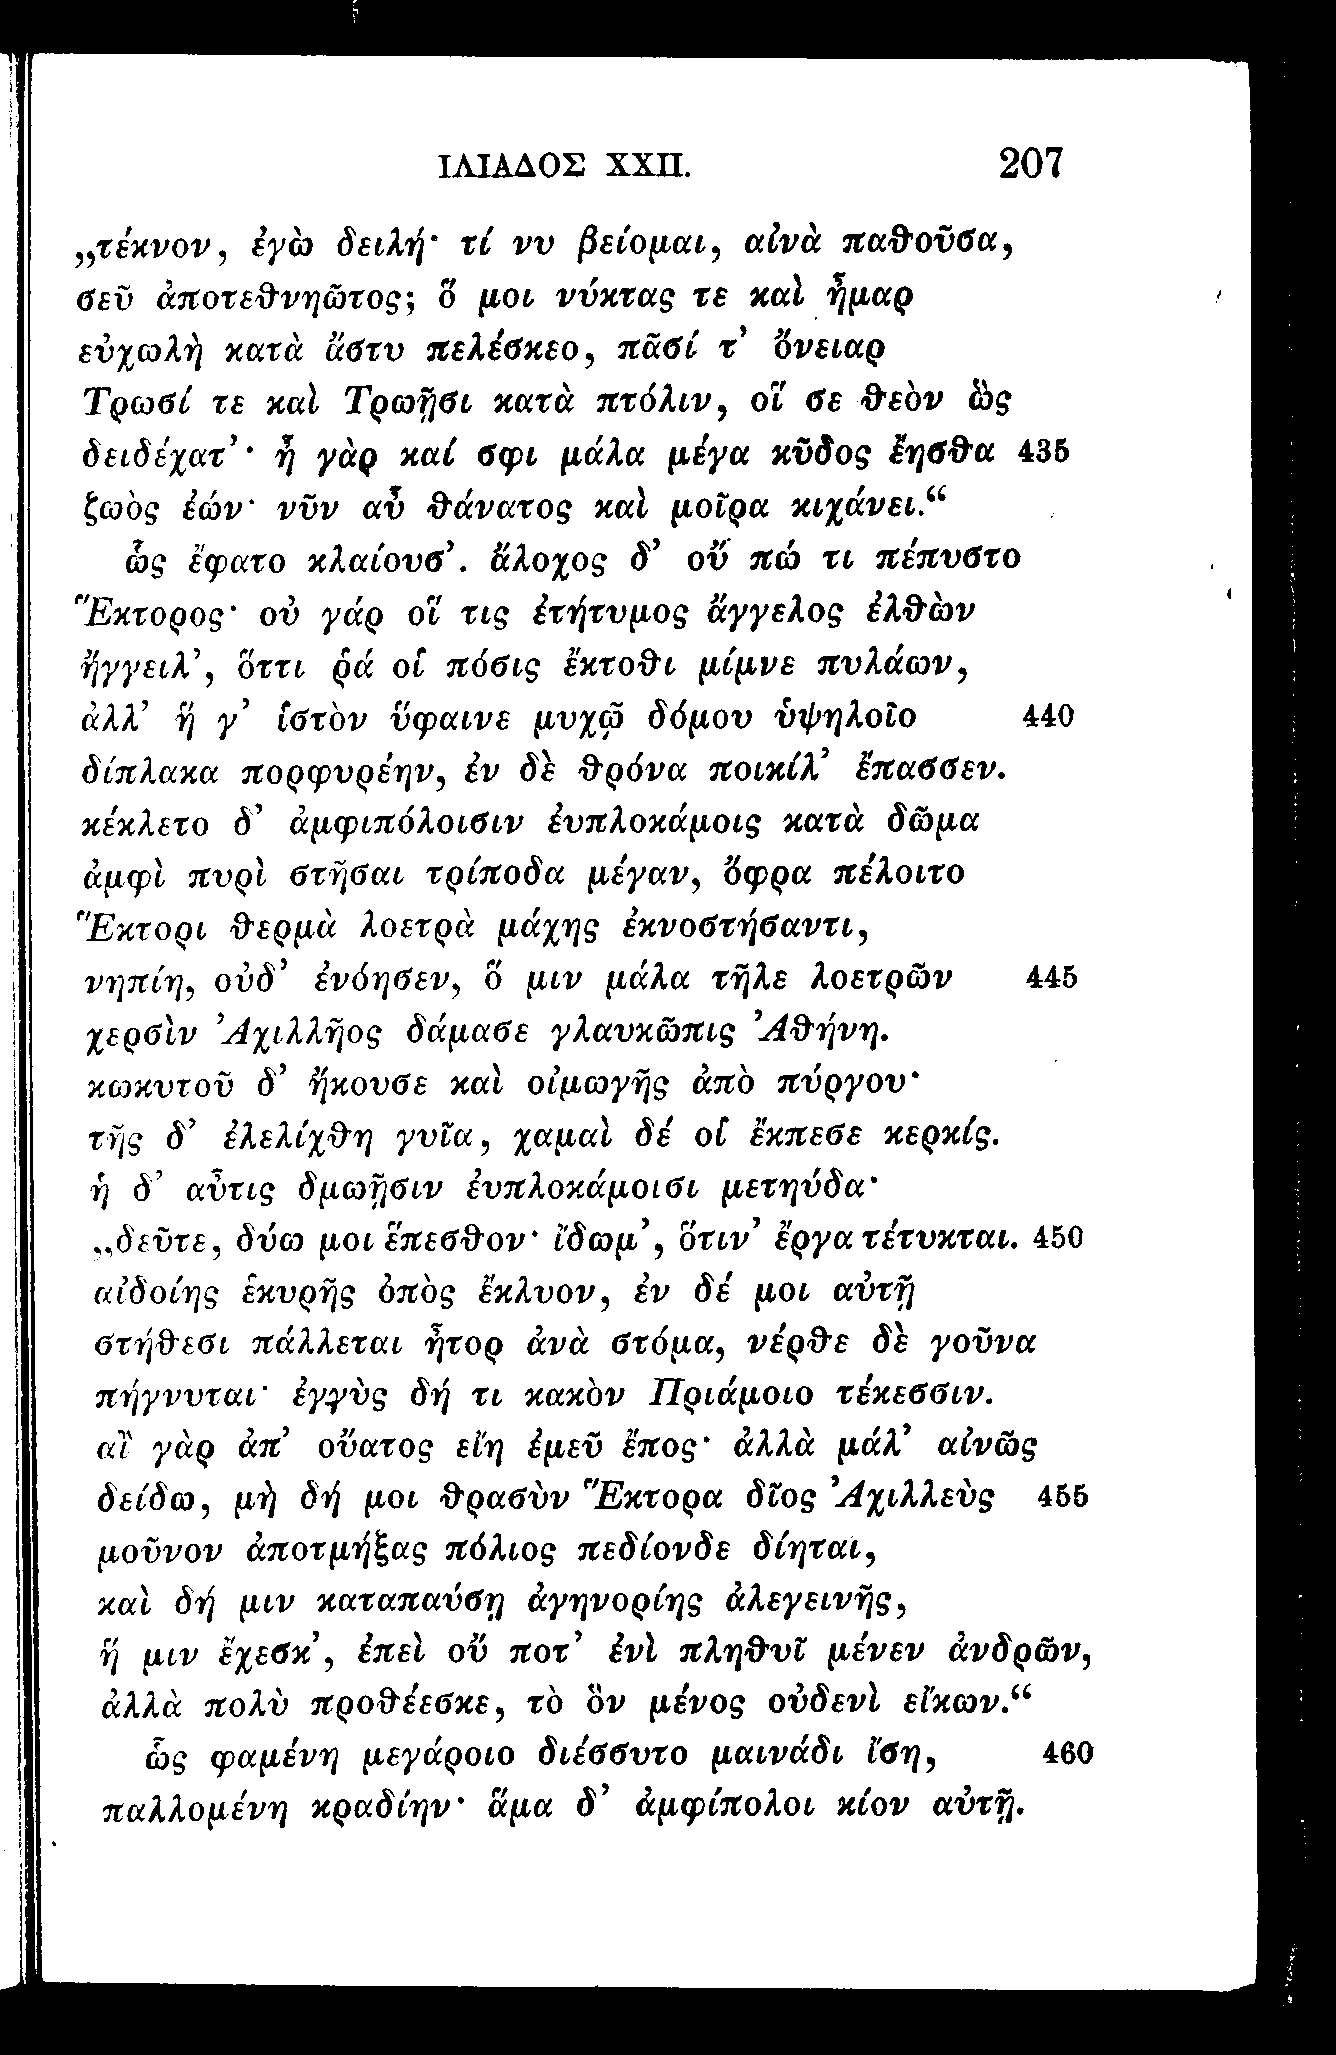 ΙΛΙΑΔΟΣ XXII. 207
„τέκνον, ἐγὼ δειλή· τί νυ βείομαι, αἰνὰ παθοῦσα,
σεῦ ἀποτεθνηῶτος; ὅ μοι νύκτας τε καὶ ἦμαρ
εὐχωλὴ κατὰ ἄστυ πελέσκεο, πᾶσί τ’ ὄνειαρ
Τρωσί τε καὶ Τρωῇσι κατὰ πτόλιν, οἵ σε θεὸν ὣς
δειδέχατ’· ἦ γὰρ καί σφι μάλα μέγα κῦδος ἔησθα 435
ζωὸς ἐών· νῦν αὖ θάνατος καὶ μοῖρα κιχάνει.“
ὣς ἔφατο κλαίουσ’. ἄλοχος δ’ οὔ πώ τι πέπυστο
Ἕκτορος· οὐ γάρ οἵ τις ἐτήτυμος ἄγγελος ἐλθὼν
ἤγγειλ’, ὅττι ῥά οἱ πόσις ἔκτοθι μίμνε πυλάων,
ἀλλ’ ἥ γ’ ἱστὸν ὕφαινε μυχῷ δόμου ὑψηλοῖο 440
δίπλακα πορφυρέην, ἐν δὲ θρόνα ποικίλ’ ἔπασσεν.
κέκλετο δ’ ἀμφιπόλοισιν ἐυπλοκάμοις κατὰ δῶμα
ἀμφὶ πυρὶ στῆσαι τρίποδα μέγαν, ὄφρα πέλοιτο
Ἕκτορι θερμὰ λοετρὰ μάχης ἐκνοστήσαντι,
νηπίη, οὐδ’ ἐνόησεν, ὅ μιν μάλα τῆλε λοετρῶν 445
χερσὶν Ἀχιλλῆος δάμασε γλαυκῶπις Ἀθήνη.
κωκυτοῦ δ’ ἤκουσε καὶ οἰμωγῆς ἀπὸ πύργου·
τῆς δ’ ἐλελίχθη γυῖα, χαμαὶ δέ οἱ ἔκπεσε κερκίς.
ἡ δ’ αὖτις δμωῇσιν ἐυπλοκάμοισι μετηύδα·
„δεῦτε, δύω μοι ἕπεσθον· ἴδωμ’, ὅτιν’ ἔργα τέτυκται. 450
αἰδοίης ἑκυρῆς ὀπὸς ἔκλυον, ἐν δέ μοι αὐτῇ
στήθεσι πάλλεται ἦτορ ἀνὰ στόμα, νέρθε δὲ γοῦνα
πήγνυται· ἐγγὺς δή τι κακὸν Πριάμοιο τέκεσσιν.
αἲ γὰρ ἀπ’ οὔατος εἴη ἐμεῦ ἔπος· ἀλλὰ μάλ’ αἰνῶς
δείδω, μὴ δή μοι θρασὺν Ἕκτορα δῖος Ἀχιλλεὺς 455
μοῦνον ἀποτμήξας πόλιος πεδίονδε δίηται,
καὶ δή μιν καταπαύσῃ ἀγηνορίης ἀλεγεινῆς,
ἥ μιν ἔχεσκ’, ἐπεὶ οὔ ποτ’ ἐνὶ πληθυῖ μένεν ἀνδρῶν,
ἀλλὰ πολὺ προθέεσκε, τὸ ὃν μένος οὐδενὶ εἴκων.“
ὣς φαμένη μεγάροιο διέσσυτο μαινάδι ἴση, 460
παλλομένη κραδίην· ἅμα δ’ ἀμφίπολοι κίον αὐτῇ.